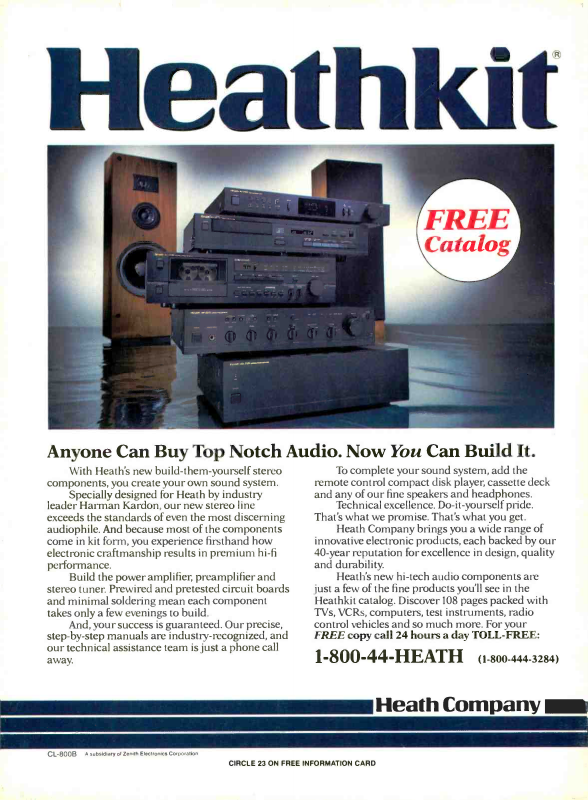 Heathkit®
FREE
Catalog
Anyone Can Buy Top Notch Audio. Now You Can Build It.
With Heath's new build-them-yourself stereo
components, you create your own sound system.
Specially designed for Heath by industry
leader Harman Kardon, our new stereo line
exceeds the standards of even the most discerning
audiophile. And because most of the components
come in kit form, you experience firsthand how
electronic craftmanship results in premium hi-fi
performance.
Build the power amplifier, preamplifier and
stereo tuner. Prewired and pretested circuit boards
and minimal soldering mean each component
takes only a few evenings to build.
And, your success is guaranteed. Our precise,
step-by-step manuals are industry-recognized, and
our technical assistance team is just a phone call
away.
To complete your sound system, add the
remote control compact disk player, cassette deck
and any of our fine speakers and headphones.
Technical excellence. Do-it-yourself pride.
That's what we promise. That's what you get.
Heath Company brings you a wide range of
innovative electronic products, each backed by our
40-year reputation for excellence in design, quality
and durability.
Heath's new hi-tech audio components are
just a few of the fine products you'll see in the
Heathkit catalog. Discover 108 pages packed with
TVs, VCRs, computers, test instruments, radio
control vehicles and so much more. For your
FREE copy call 24 hours a day TOLL-FREE:
1-800-44-HEATH (1-800-444-3284)
Heath Company
CL-800B A subsidiary of Zenith Electronics Corporation
CIRCLE 23 ON FREE INFORMATION CARD